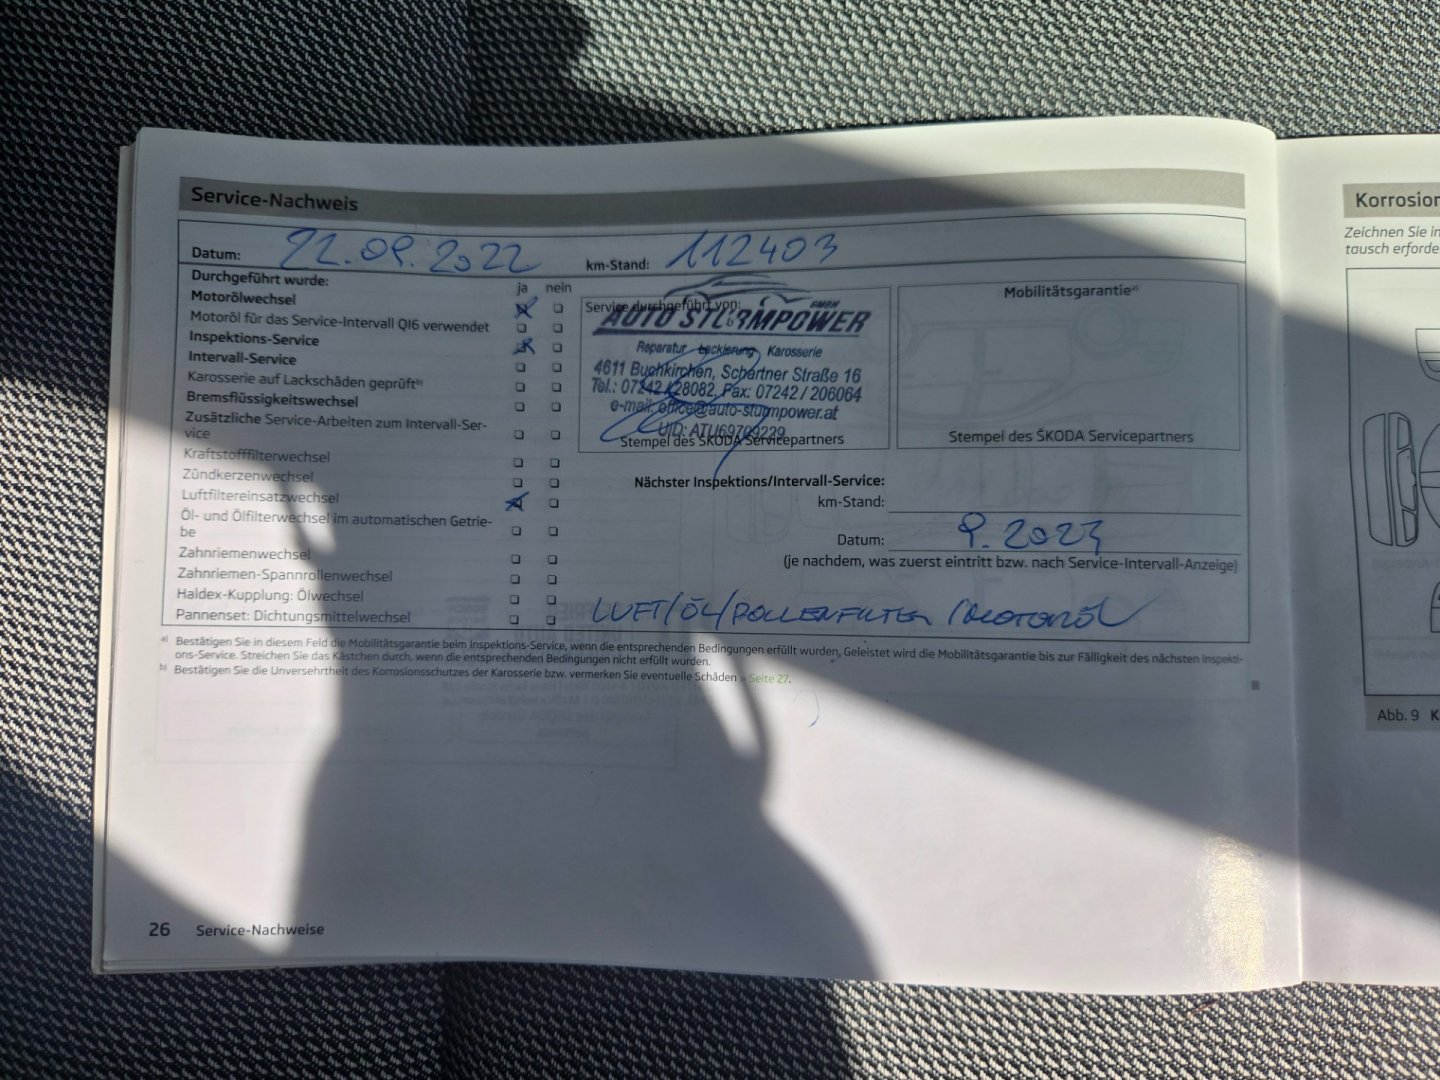 Service-Nachweis
Datum: 22.09.2022 km-Stand: 112403
Durchgeführt wurde: ja nein
Motorölwechsel
Motoröl für das Service-Intervall QI6 verwendet
Inspektions-Service
Intervall-Service
Karosserie auf Lackschäden geprüft b)
Bremsflüssigkeitswechsel
Zusätzliche Service-Arbeiten zum Intervall-Ser-
vice
Kraftstofffilterwechsel
Zündkerzenwechsel
Luftfiltereinsatzwechsel
Öl- und Ölfilterwechsel im automatischen Getrie-
be
Zahnriemenwechsel
Zahnriemen-Spannrollenwechsel
Haldex-Kupplung: Ölwechsel
Pannenset: Dichtungsmittelwechsel
Service durchgeführt von:
AUTO STURMPOWER GMBH
Reparatur Lackierung Karosserie
4611 Buchkirchen, Schartner Straße 16
Tel.: 07242 / 28082, Fax: 07242 / 206064
e-mail: office@auto-sturmpower.at
UID: ATU69709229
Stempel des ŠKODA Servicepartners
Mobilitätsgarantie a)
Stempel des ŠKODA Servicepartners
Nächster Inspektions/Intervall-Service:
km-Stand:
Datum: 9.2023
(je nachdem, was zuerst eintritt bzw. nach Service-Intervall-Anzeige)
LUFT/ÖL/POLLENFILTER / MOTORÖL
a) Bestätigen Sie in diesem Feld die Mobilitätsgarantie beim Inspektions-Service, wenn die entsprechenden Bedingungen erfüllt wurden. Geleistet wird die Mobilitätsgarantie bis zur Fälligkeit des nächsten Inspekti-
ons-Service. Streichen Sie das Kästchen durch, wenn die entsprechenden Bedingungen nicht erfüllt wurden.
b) Bestätigen Sie die Unversehrtheit des Korrosionsschutzes der Karosserie bzw. vermerken Sie eventuelle Schäden » Seite 27.
26 Service-Nachweise
Korrosion
Zeichnen Sie in
tausch erforde
Abb. 9 K